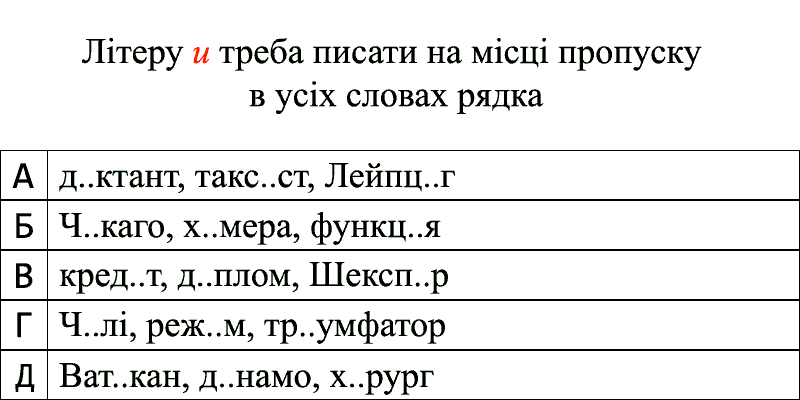 Літеру и треба писати на місці пропуску
в усіх словах рядка
А д..ктант, такс..ст, Лейпц..г
Б Ч..каго, х..мера, функц..я
В кред..т, д..плом, Шексп..р
Г Ч..лі, реж..м, тр..умфатор
Д Ват..кан, д..намо, х..рург